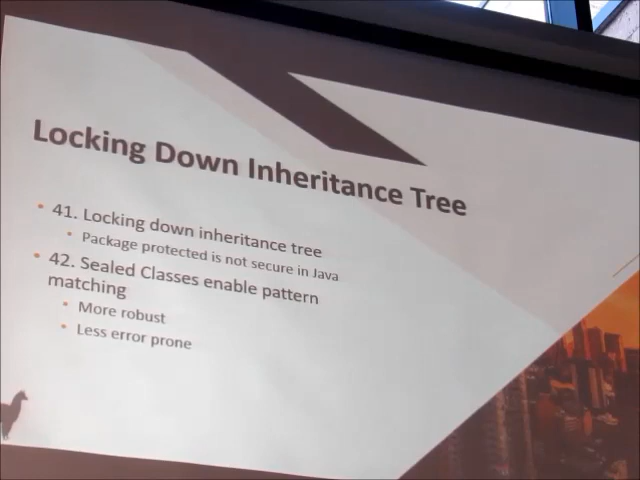 Locking Down Inheritance Tree
• 41. Locking down inheritance tree
• Package protected is not secure in Java
• 42. Sealed Classes enable pattern
matching
• More robust
• Less error prone